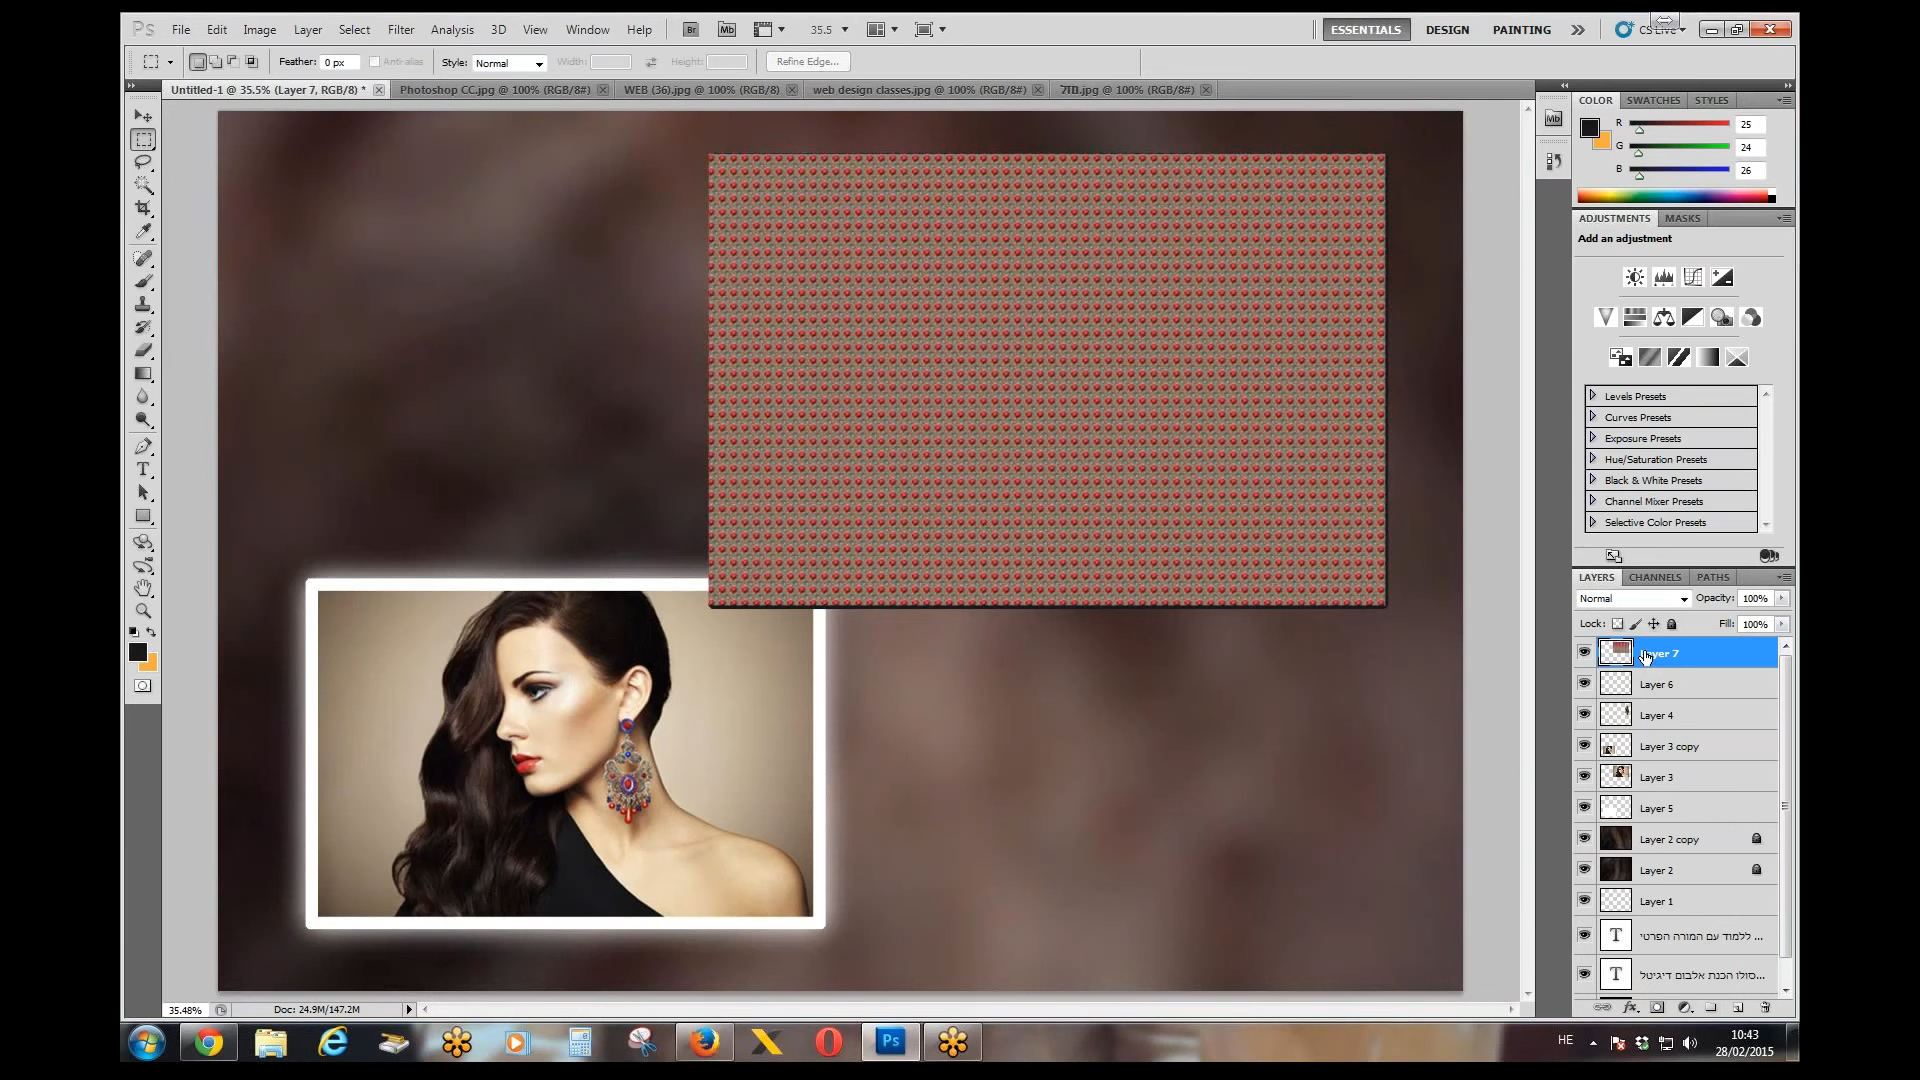 Ps File Edit Image Layer Select Filter Analysis 3D View Window Help Br Mb 35.5 ESSENTIALS DESIGN PAINTING CS Live
Feather: 0 px Anti-alias Style: Normal Width: Height: Refine Edge...
Untitled-1 @ 35.5% (Layer 7, RGB/8) * Photoshop CC.jpg @ 100% (RGB/8#) WEB (36).jpg @ 100% (RGB/8) web design classes.jpg @ 100% (RGB/8#)
COLOR SWATCHES STYLES
Mb
R 25
G 24
B 26
ADJUSTMENTS MASKS
Add an adjustment
Levels Presets
Curves Presets
Exposure Presets
Hue/Saturation Presets
Black & White Presets
Channel Mixer Presets
Selective Color Presets
LAYERS CHANNELS PATHS
Normal Opacity: 100%
Lock: Fill: 100%
Layer 7
Layer 6
Layer 4
Layer 3 copy
Layer 3
Layer 5
Layer 2 copy
Layer 2
Layer 1
T ללמוד עם המורה הפרטי ...
T סולו הכנת אלבום דיגיטל...
35.48% Doc: 24.9M/147.2M
Ps HE 10:43
28/02/2015